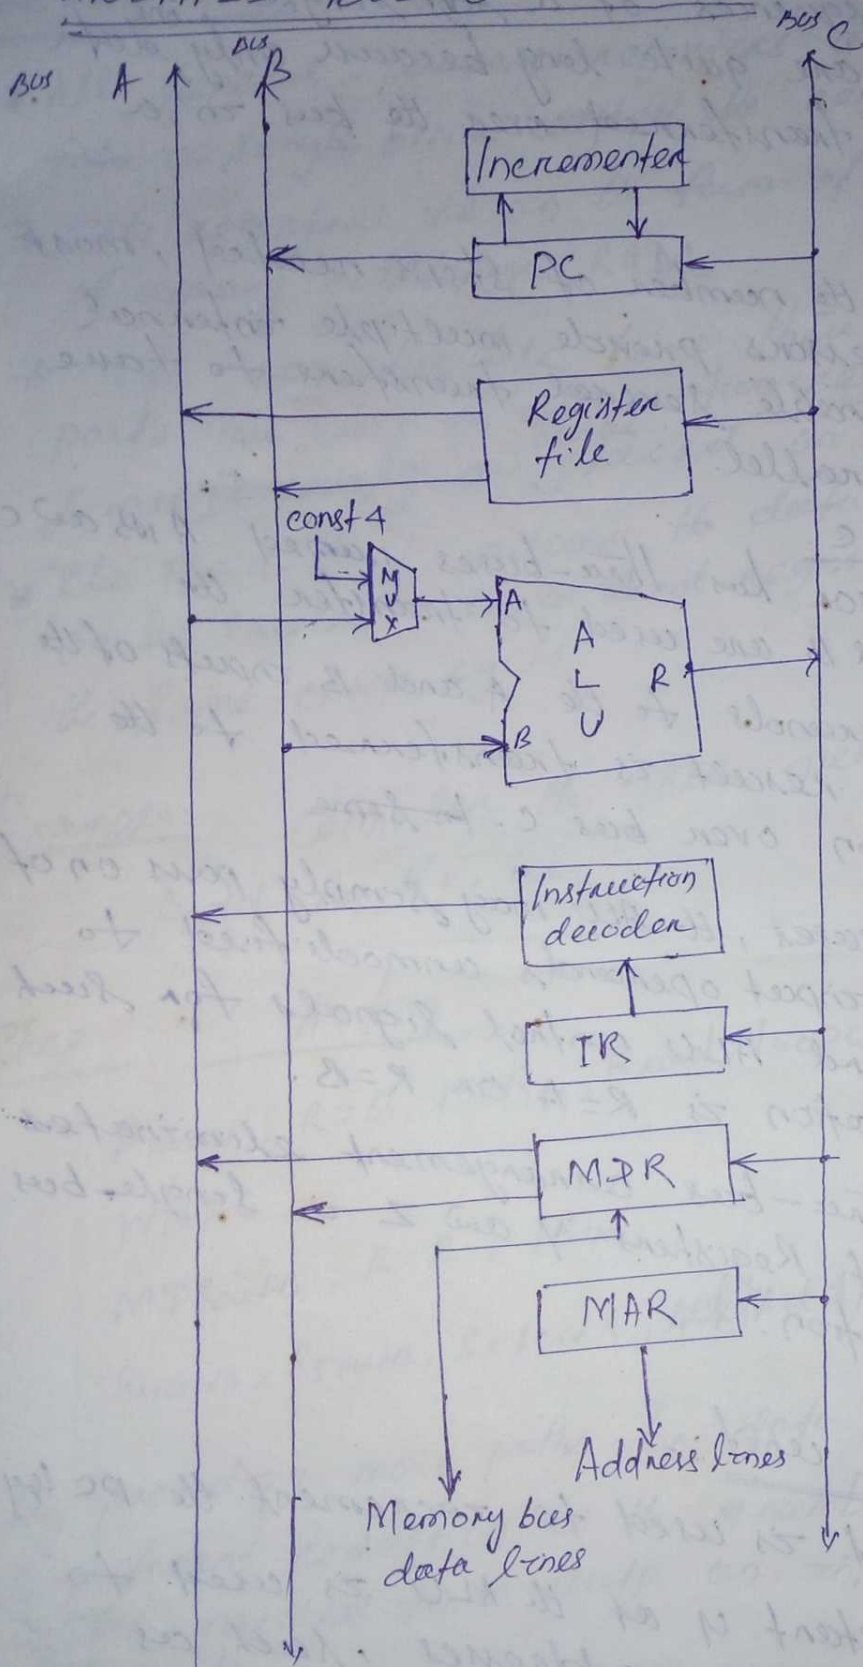 BUS A
BUS B
BUS C
Incrementer
PC
Register
file
const 4
MUX
A
B
ALU
R
Instruction
decoder
IR
MDR
MAR
Address lines
Memory bus
data lines